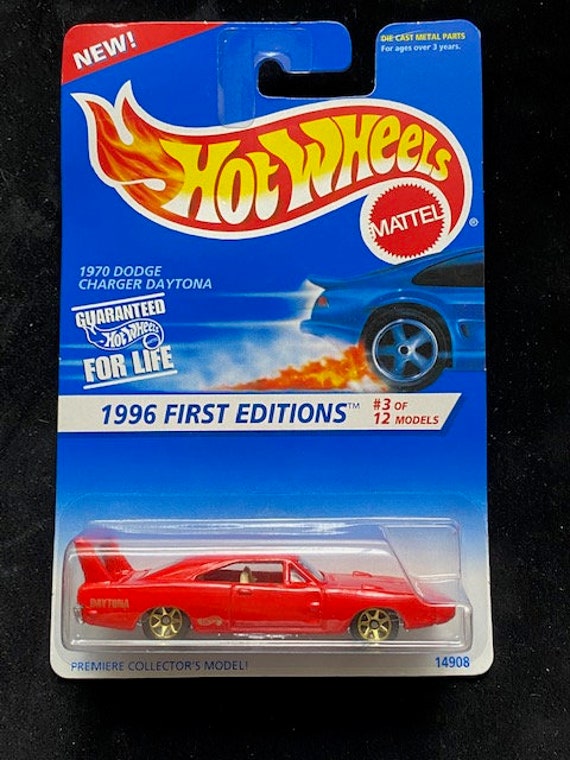 NEW!
DIE CAST METAL PARTS
For ages over 3 years.
Hot Wheels
MATTEL
®
1970 DODGE
CHARGER DAYTONA
GUARANTEED
Hot Wheels
FOR LIFE
1996 FIRST EDITIONS™
#3 OF
12 MODELS
DAYTONA
PREMIERE COLLECTOR'S MODEL!
14908